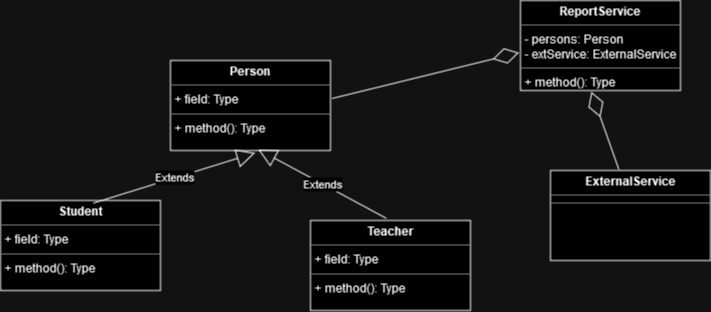 ReportService
- persons: Person
- extService: ExternalService
+ method(): Type
Person
+ field: Type
+ method(): Type
Extends
Extends
ExternalService
Student
+ field: Type
+ method(): Type
Teacher
+ field: Type
+ method(): Type